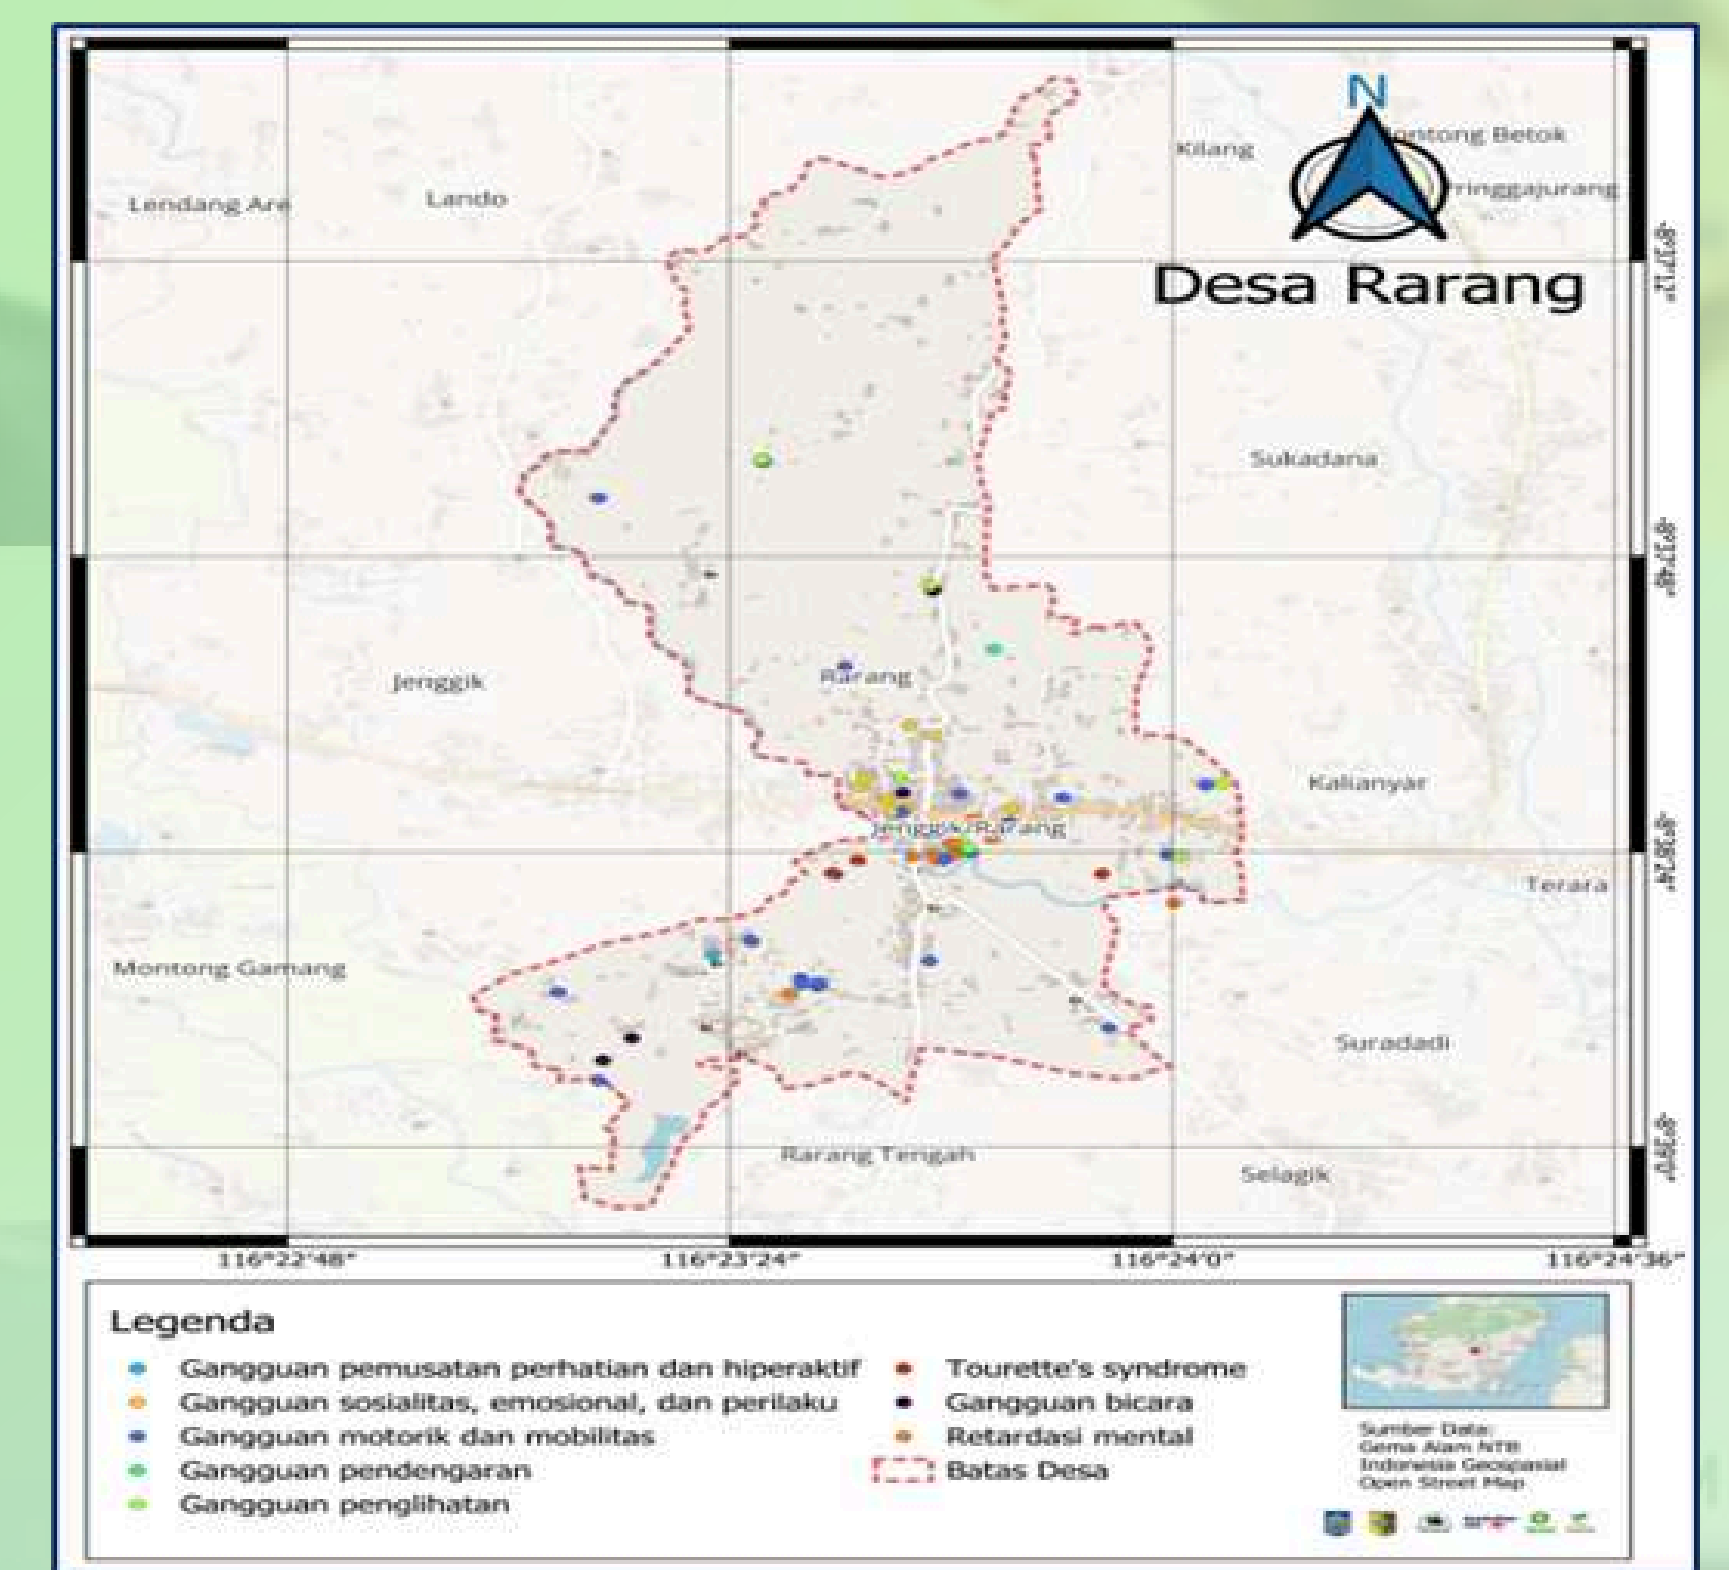 N
Kilang
Lendang Are
Lando
Desa Rarang
Sukadana
Jenggik
Rarang
Kalianyar
Jenggik/Rarang
Terara
Montong Gamang
Suradadi
Rarang Tengah
Selagik
116°22'48"
116°23'24"
116°24'0"
116°24'36"
Legenda
Gangguan pemusatan perhatian dan hiperaktif
Gangguan sosialitas, emosional, dan perilaku
Gangguan motorik dan mobilitas
Gangguan pendengaran
Gangguan penglihatan
Tourette's syndrome
Gangguan bicara
Retardasi mental
Batas Desa
Sumber Data:
Gema Alam NTB
Indonesia Geospasial
Open Street Map